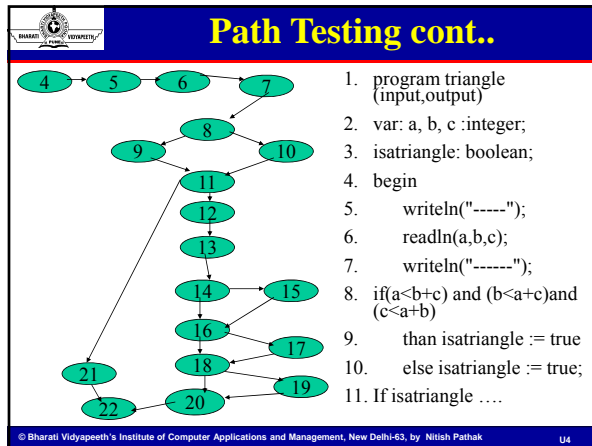 BHARATI VIDYAPEETH
PUNE
Path Testing cont..
4 5 6 7
8
9 10
11
12
13
14 15
16
17
18
19
20
21
22
1. program triangle
(input,output)
2. var: a, b, c :integer;
3. isatriangle: boolean;
4. begin
5. writeln("-----");
6. readln(a,b,c);
7. writeln("------");
8. if(a<b+c) and (b<a+c)and
(c<a+b)
9. than isatriangle := true
10. else isatriangle := true;
11. If isatriangle ….
© Bharati Vidyapeeth's Institute of Computer Applications and Management, New Delhi-63, by Nitish Pathak U4